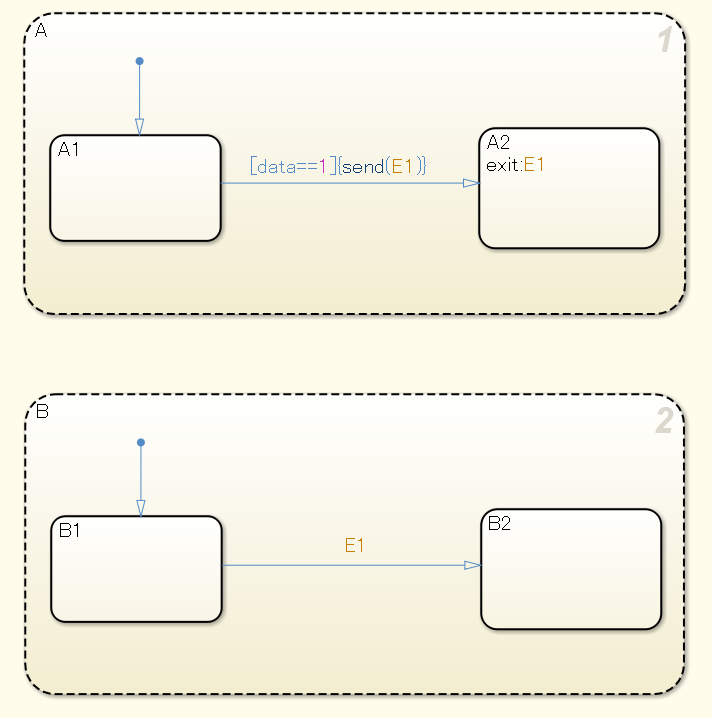 A
1
A1
[data==1]{send(E1)}
A2
exit:E1
B
2
B1
E1
B2